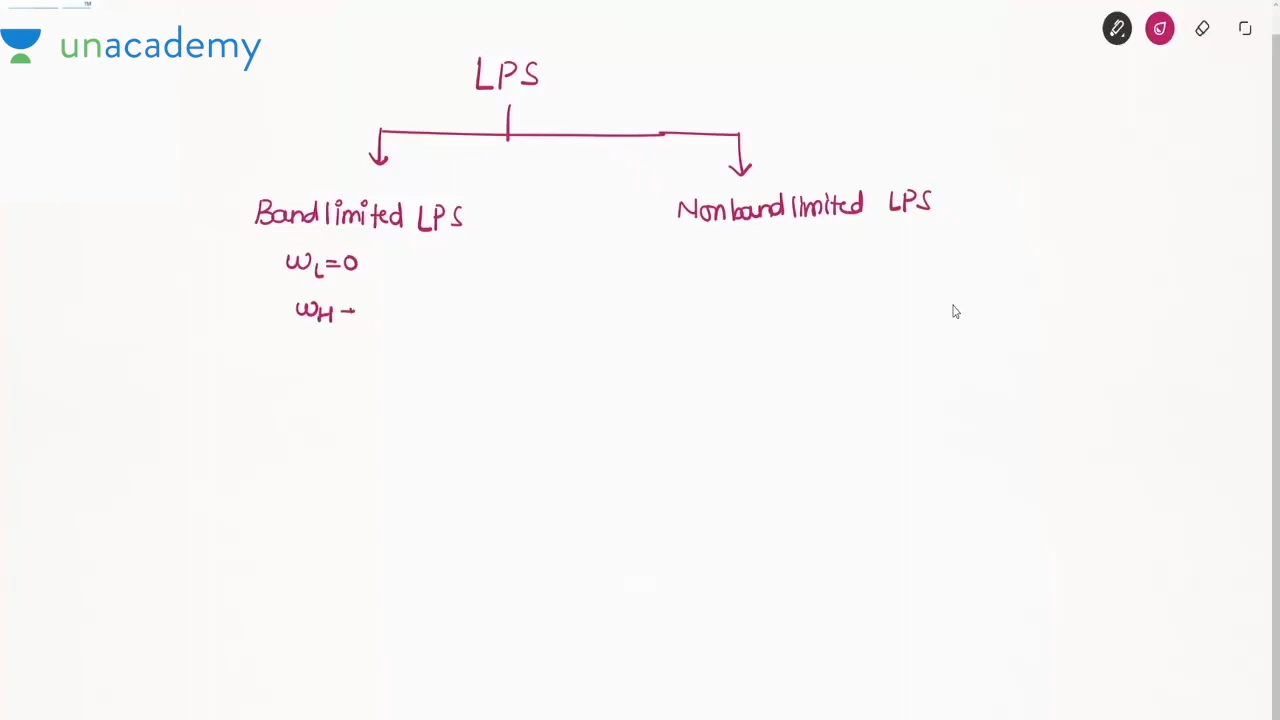 unacademy
LPS
Bandlimited LPS
Nonbandlimited LPS
ω_L=0
ω_H -